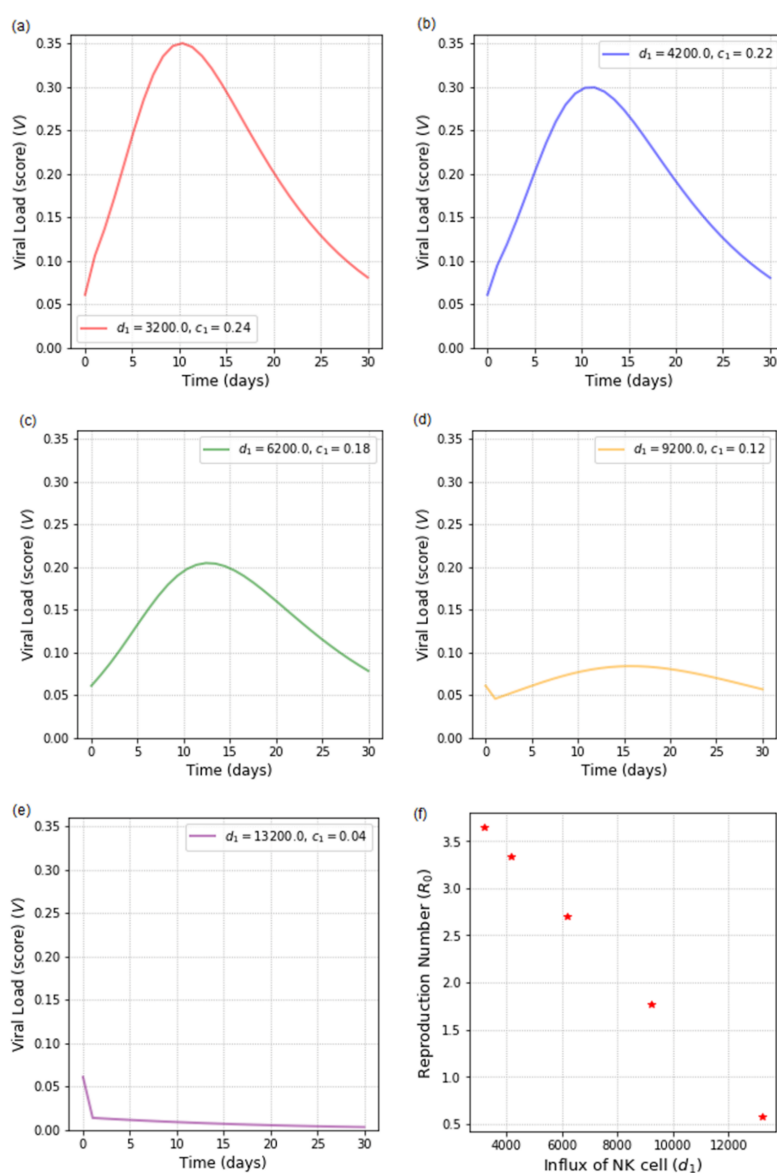 (a)
0.35
0.30
0.25
0.20
0.15
0.10
0.05
0.00
Viral Load (score) (V)
d₁ = 3200.0, c₁ = 0.24
0 5 10 15 20 25 30
Time (days)
(b)
0.35
0.30
0.25
0.20
0.15
0.10
0.05
0.00
Viral Load (score) (V)
d₁ = 4200.0, c₁ = 0.22
0 5 10 15 20 25 30
Time (days)
(c)
0.35
0.30
0.25
0.20
0.15
0.10
0.05
0.00
Viral Load (score) (V)
d₁ = 6200.0, c₁ = 0.18
0 5 10 15 20 25 30
Time (days)
(d)
0.35
0.30
0.25
0.20
0.15
0.10
0.05
0.00
Viral Load (score) (V)
d₁ = 9200.0, c₁ = 0.12
0 5 10 15 20 25 30
Time (days)
(e)
0.35
0.30
0.25
0.20
0.15
0.10
0.05
0.00
Viral Load (score) (V)
d₁ = 13200.0, c₁ = 0.04
0 5 10 15 20 25 30
Time (days)
(f)
3.5
3.0
2.5
2.0
1.5
1.0
0.5
Reproduction Number (R₀)
4000 6000 8000 10000 12000
Influx of NK cell (d₁)